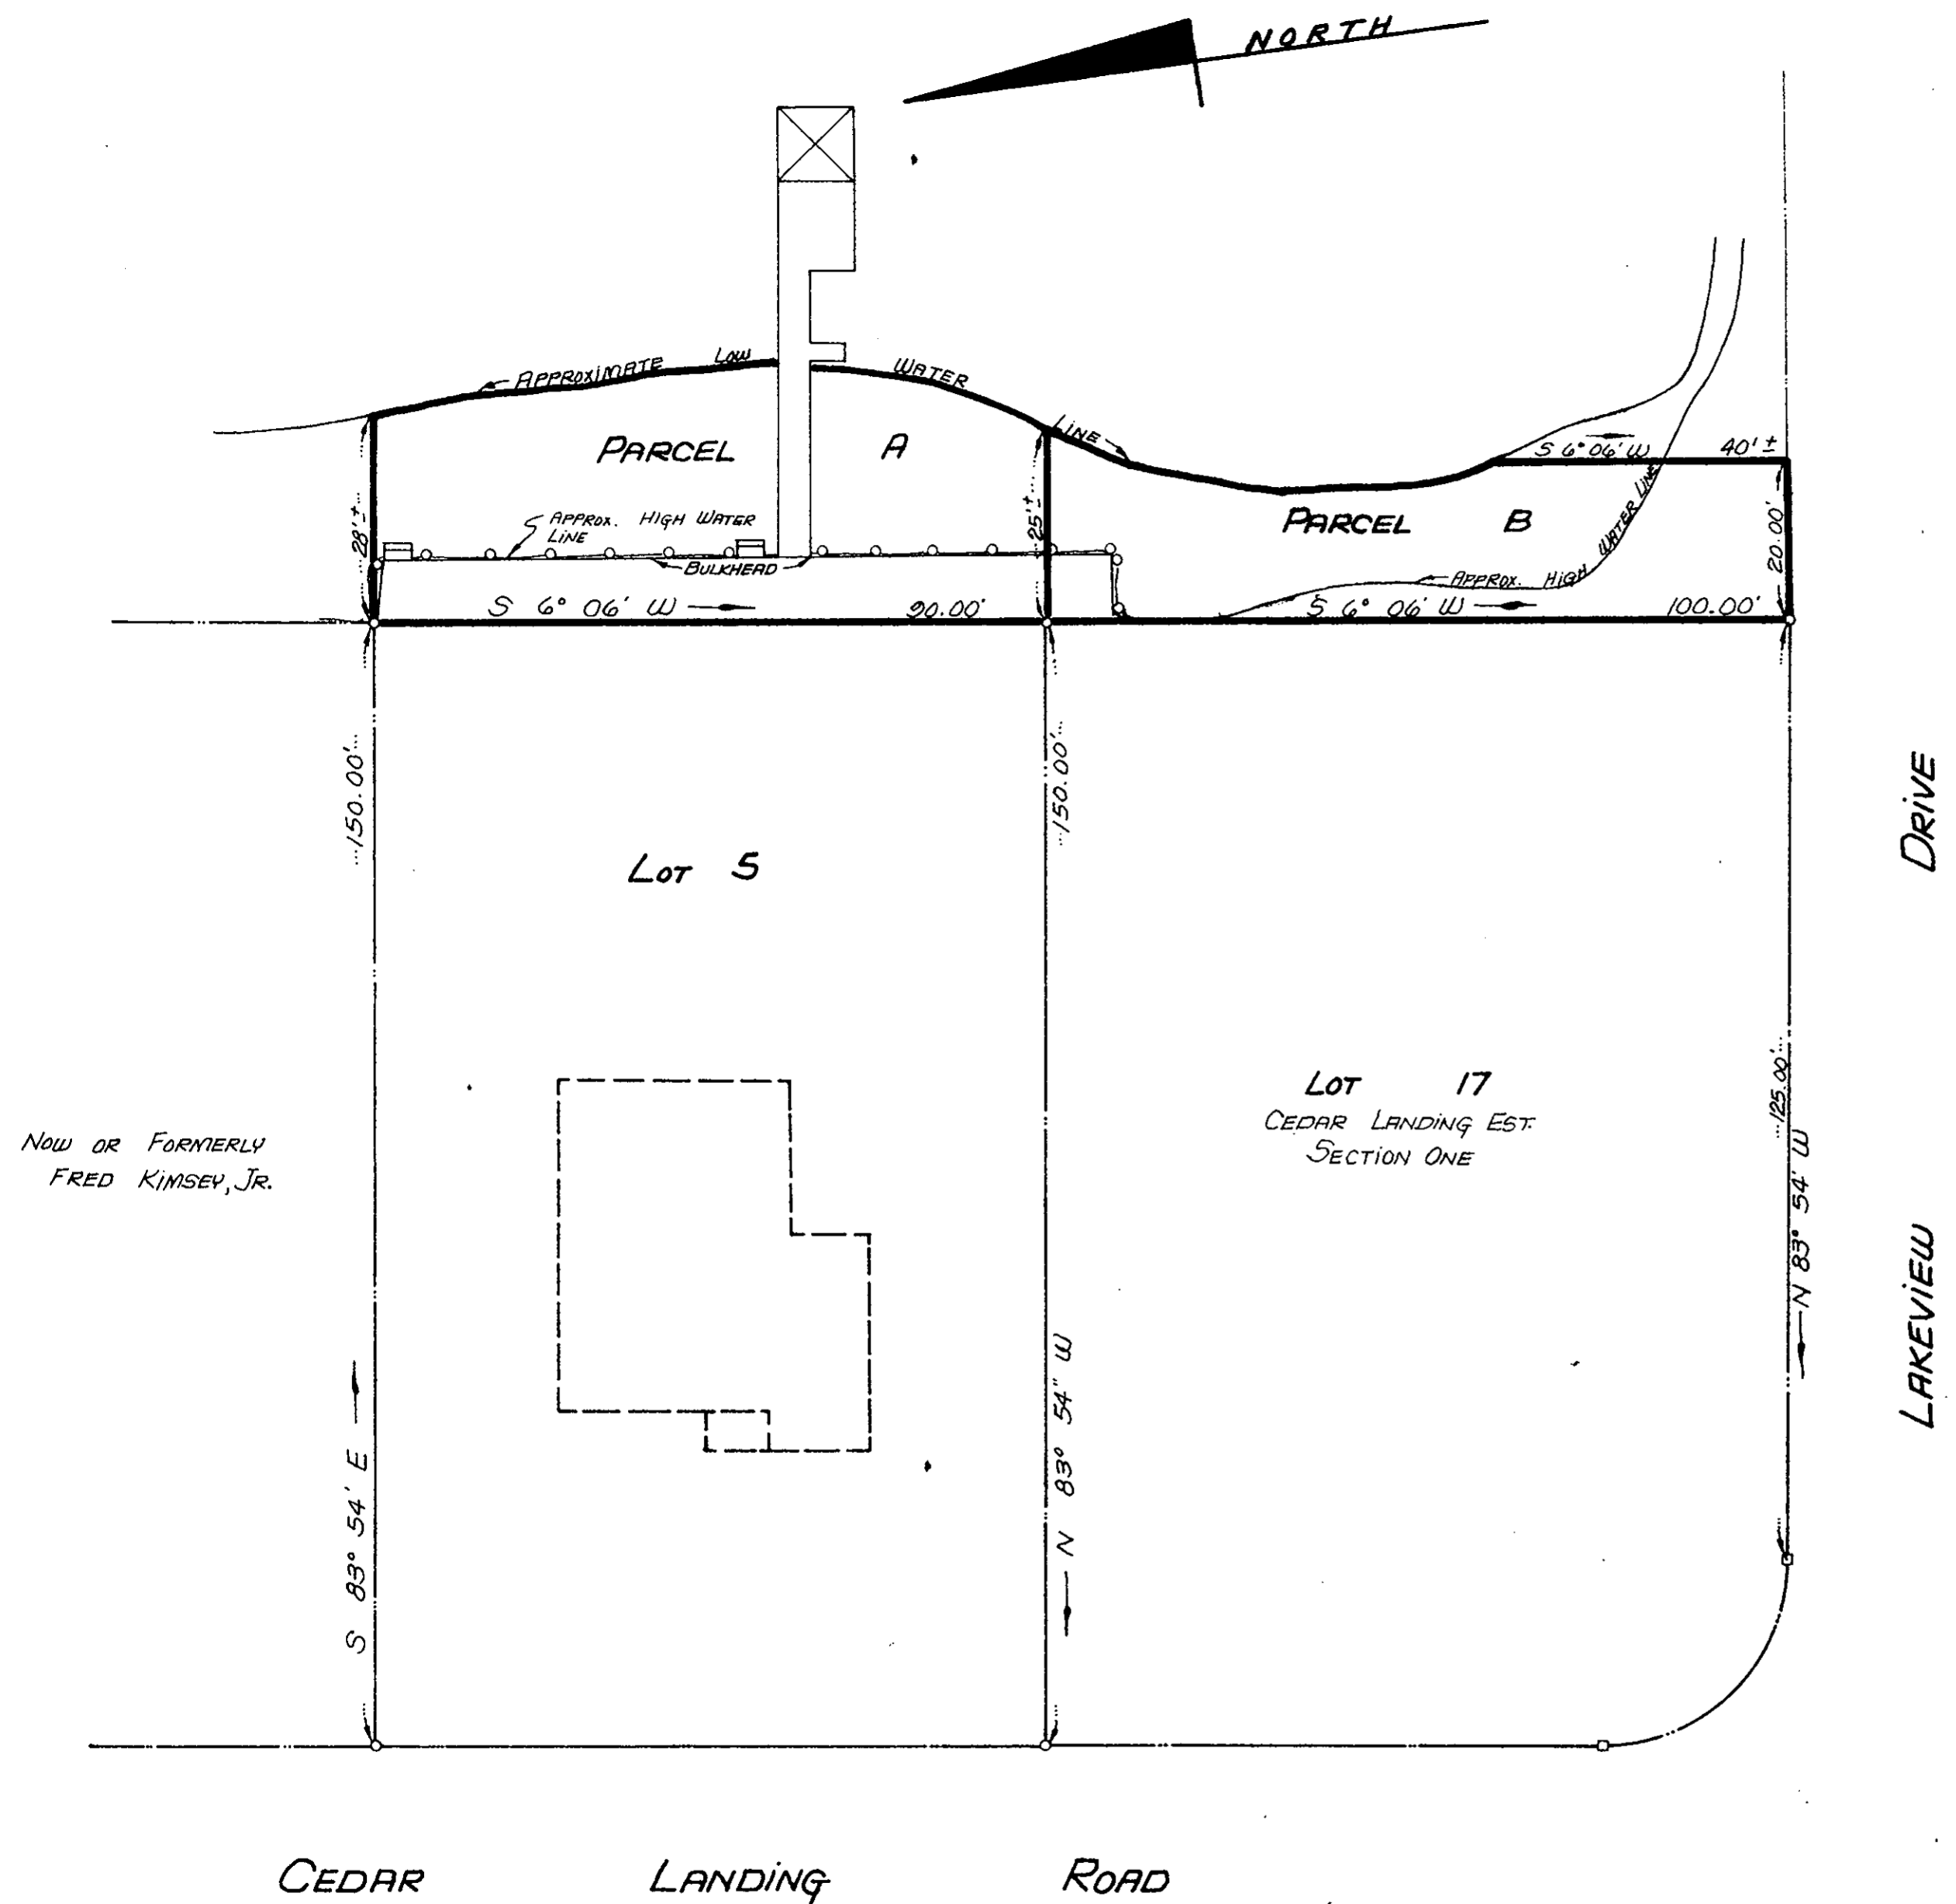 NORTH
APPROXIMATE LOW WATER LINE
PARCEL A
S 6° 06' W 40'±
28'±
25'±
20.00'
APPROX. HIGH WATER
LINE
PARCEL B
BULKHEAD
APPROX. HIGH WATER LINE
S 6° 06' W 90.00'
S 6° 06' W 100.00'
150.00'
150.00'
LOT 5
DRIVE
LOT 17
CEDAR LANDING EST.
SECTION ONE
125.00'
NOW OR FORMERLY
FRED KIMSEY, JR.
N 83° 54' W
LAKEVIEW
S 83° 54' E
N 83° 54" W
CEDAR LANDING ROAD